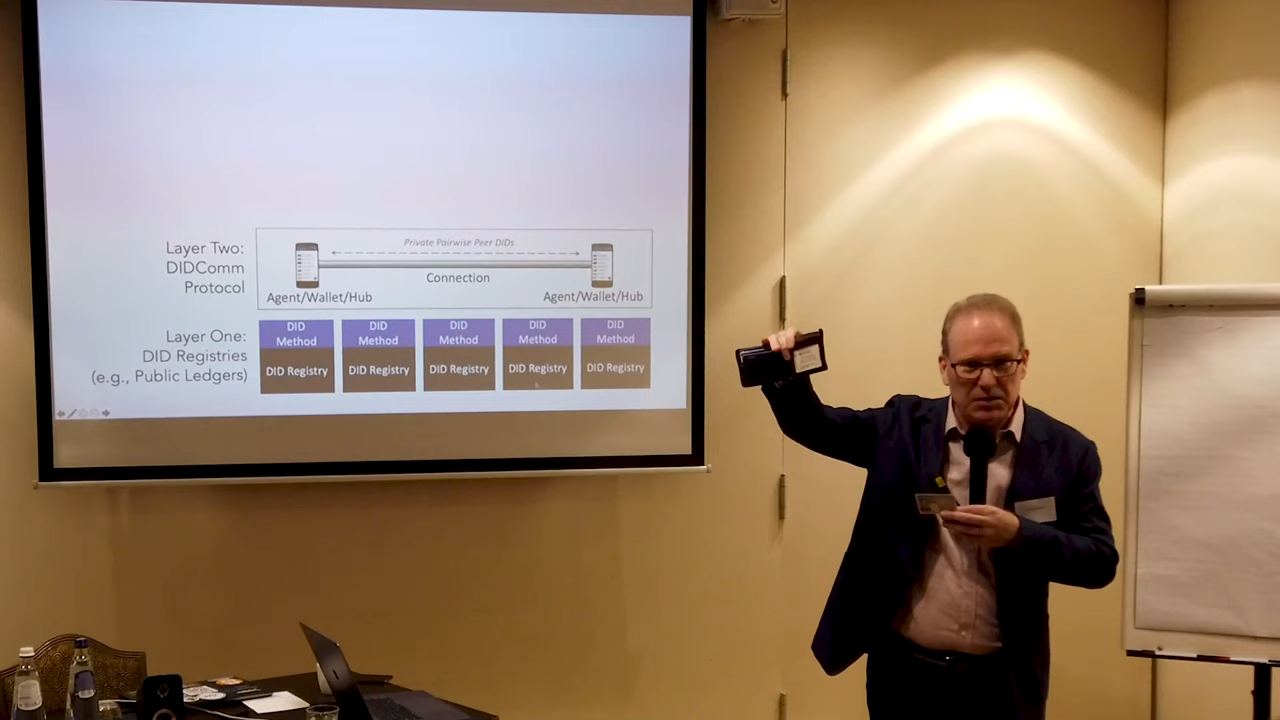 Layer Two:
DIDComm
Protocol
Private Pairwise Peer DIDs
Connection
Agent/Wallet/Hub
Agent/Wallet/Hub
Layer One:
DID Registries
(e.g., Public Ledgers)
DID
Method
DID
Method
DID
Method
DID
Method
DID
Method
DID Registry
DID Registry
DID Registry
DID Registry
DID Registry